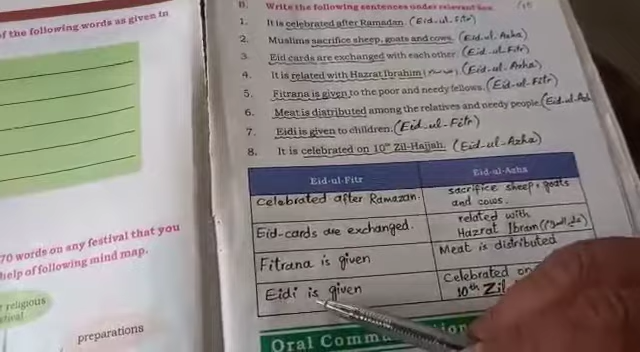 of the following words as given in
70 words on any festival that you
help of following mind map.
religious
preparations
B. Write the following sentences under relevant box.
1. It is celebrated after Ramadan. (Eid-ul-Fitr)
2. Muslims sacrifice sheep, goats and cows. (Eid-ul-Azha)
3. Eid cards are exchanged with each other. (Eid-ul-Fitr)
4. It is related with Hazrat Ibrahim (Eid-ul-Azha)
5. Fitrana is given to the poor and needy fellows. (Eid-ul-Fitr)
6. Meat is distributed among the relatives and needy people. (Eid-ul-Azh
7. Eidi is given to children. (Eid-ul-Fitr)
8. It is celebrated on 10th Zil-Hajjah. (Eid-ul-Azha)
Eid-ul-Fitr Eid-ul-Azha
Celebrated after Ramazan. sacrifice sheep, goats
and cows.
Eid-cards are exchanged. related with
Hazrat Ibram
Fitrana is given Meat is distributed
Eidi is given Celebrated on
10th Zil
Oral Comm